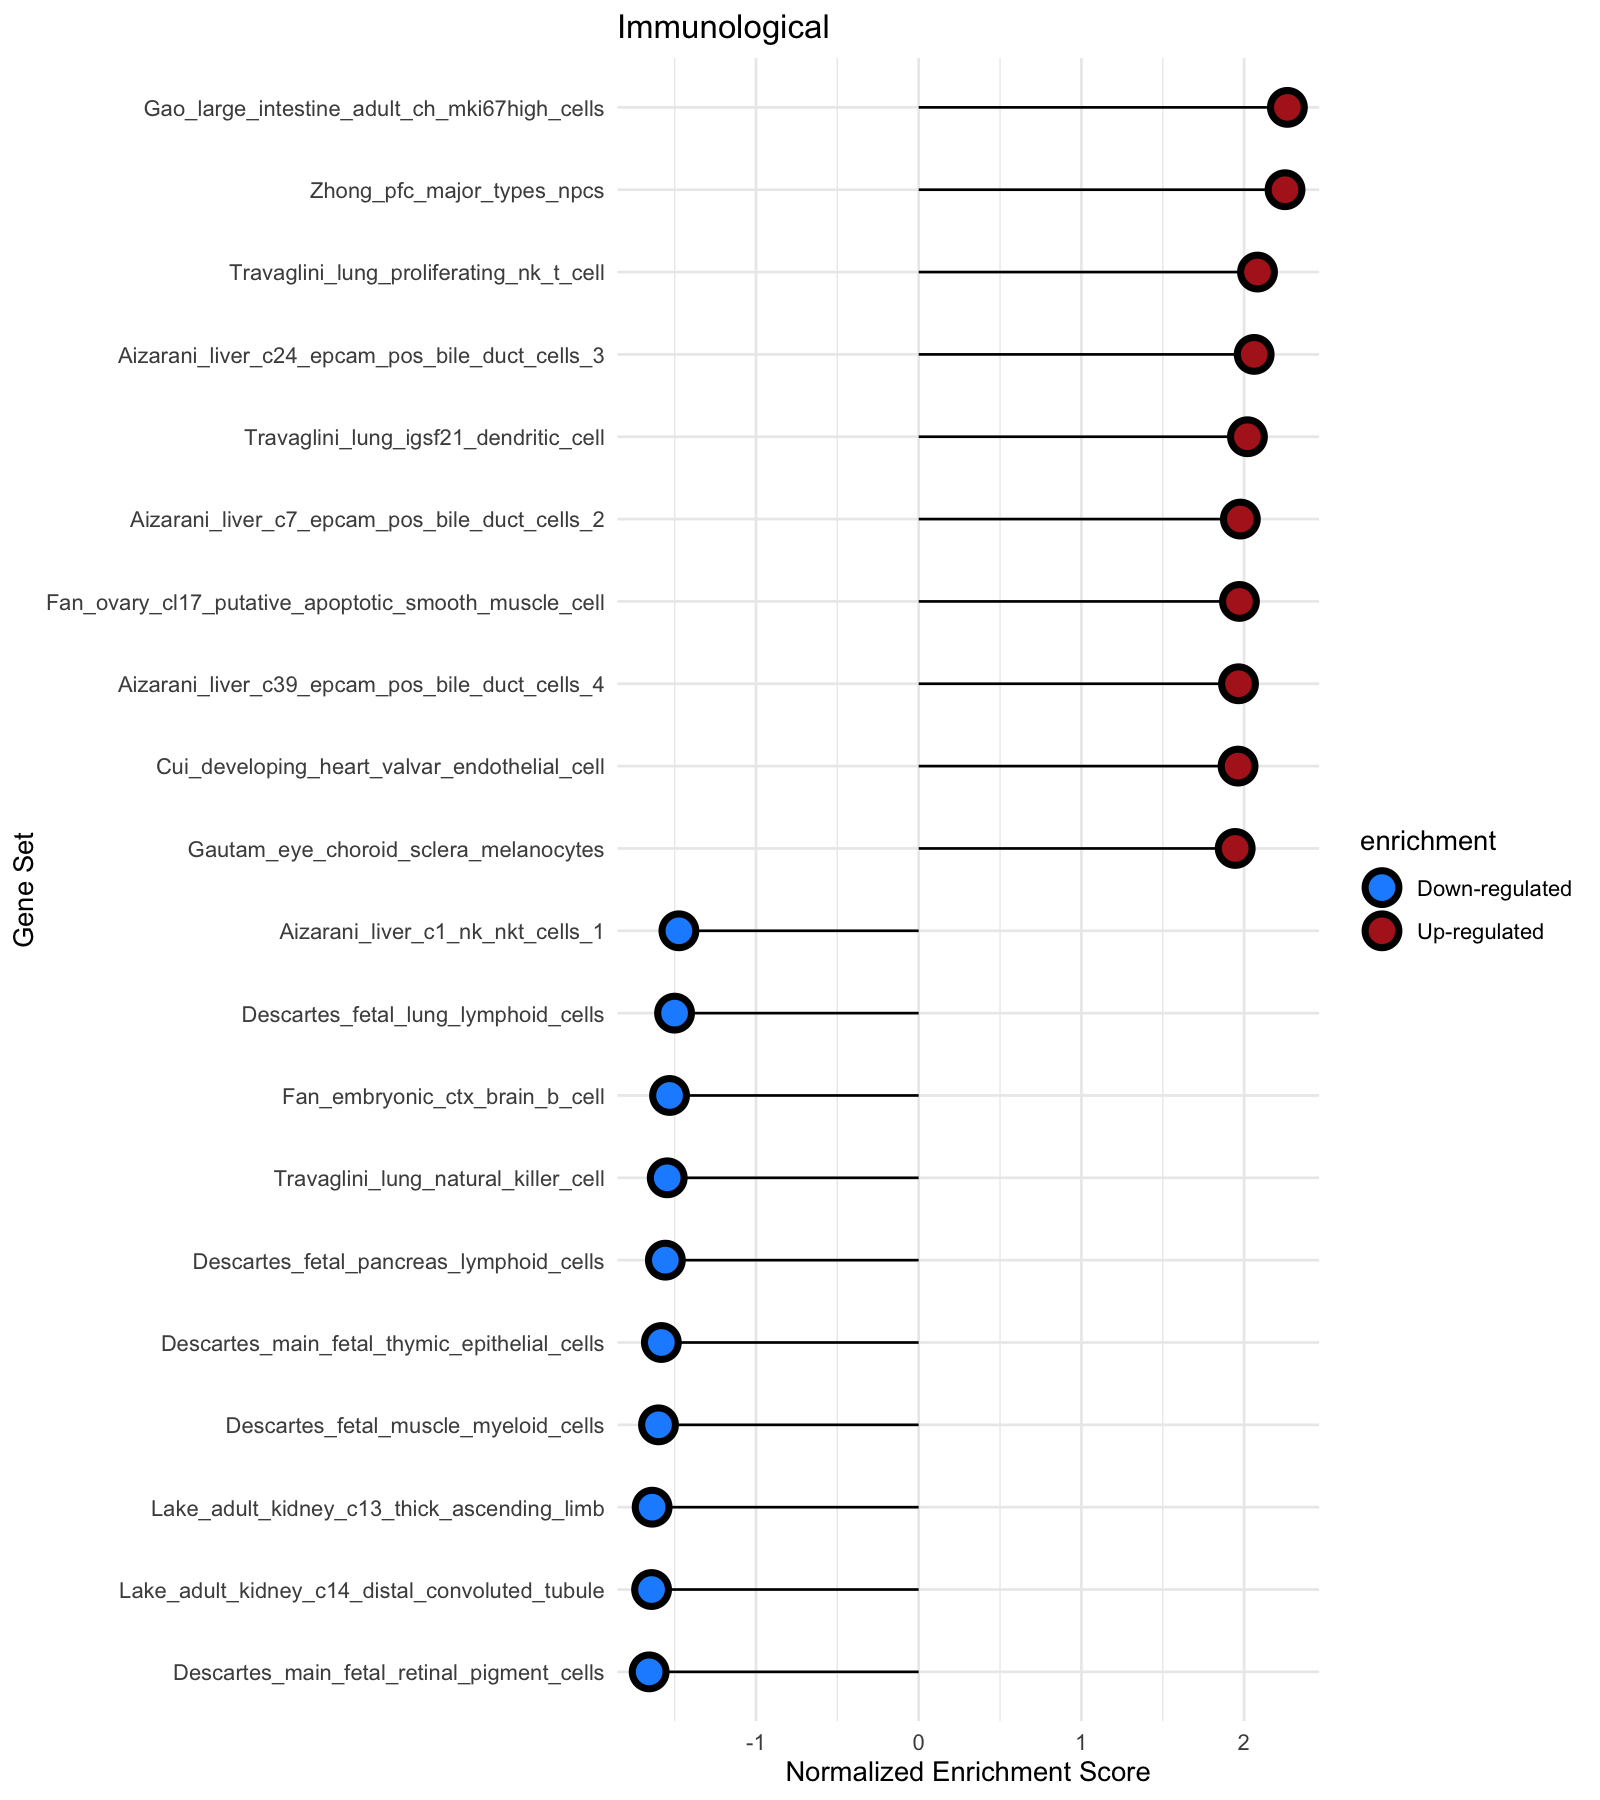 Immunological
Gao_large_intestine_adult_ch_mki67high_cells
Zhong_pfc_major_types_npcs
Travaglini_lung_proliferating_nk_t_cell
Aizarani_liver_c24_epcam_pos_bile_duct_cells_3
Travaglini_lung_igsf21_dendritic_cell
Aizarani_liver_c7_epcam_pos_bile_duct_cells_2
Fan_ovary_cl17_putative_apoptotic_smooth_muscle_cell
Aizarani_liver_c39_epcam_pos_bile_duct_cells_4
Cui_developing_heart_valvar_endothelial_cell
Gautam_eye_choroid_sclera_melanocytes
Aizarani_liver_c1_nk_nkt_cells_1
Descartes_fetal_lung_lymphoid_cells
Fan_embryonic_ctx_brain_b_cell
Travaglini_lung_natural_killer_cell
Descartes_fetal_pancreas_lymphoid_cells
Descartes_main_fetal_thymic_epithelial_cells
Descartes_fetal_muscle_myeloid_cells
Lake_adult_kidney_c13_thick_ascending_limb
Lake_adult_kidney_c14_distal_convoluted_tubule
Descartes_main_fetal_retinal_pigment_cells
Gene Set
-1 0 1 2
Normalized Enrichment Score
enrichment
Down-regulated
Up-regulated